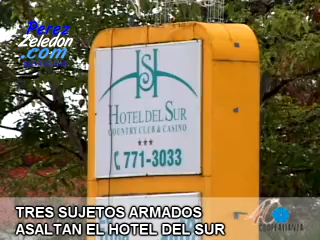 Perez
Zeledon
.com
HS
HOTEL DEL SUR
COUNTRY CLUB & CASINO
★★★
771-3033
TRES SUJETOS ARMADOS
ASALTAN EL HOTEL DEL SUR
COOPEALIANZA